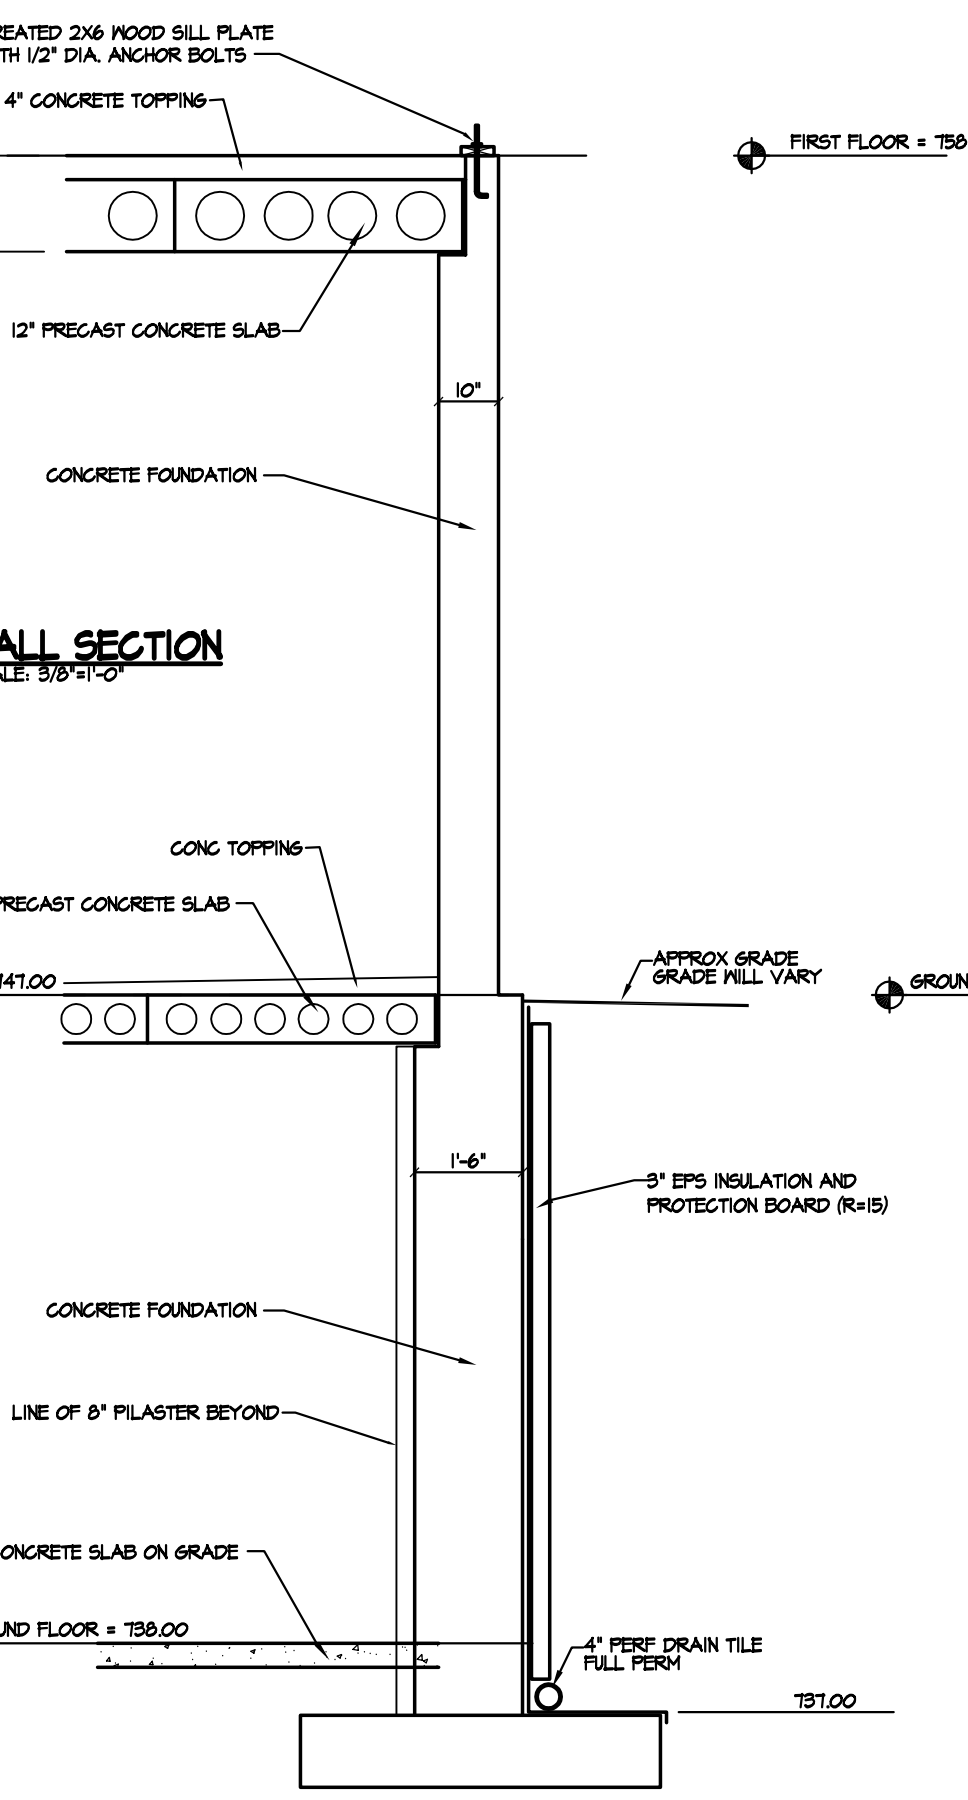 REATED 2X6 WOOD SILL PLATE
TH 1/2" DIA. ANCHOR BOLTS
4" CONCRETE TOPPING
FIRST FLOOR = 758
12" PRECAST CONCRETE SLAB
10"
CONCRETE FOUNDATION
ALL SECTION
ALE: 3/8"=1'-0"
CONC TOPPING
PRECAST CONCRETE SLAB
APPROX GRADE
GRADE WILL VARY
747.00
GROUN
1'-6"
3" EPS INSULATION AND
PROTECTION BOARD (R=15)
CONCRETE FOUNDATION
LINE OF 8" PILASTER BEYOND
ONCRETE SLAB ON GRADE
UND FLOOR = 738.00
4" PERF DRAIN TILE
FULL PERM
737.00